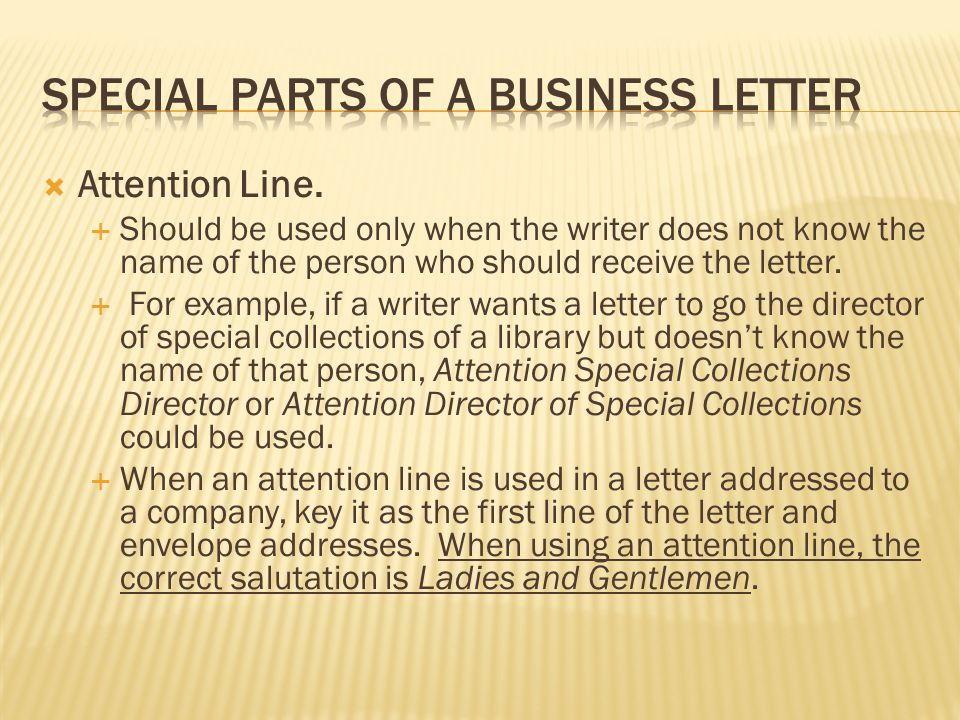 SPECIAL PARTS OF A BUSINESS LETTER
Attention Line.
Should be used only when the writer does not know the
name of the person who should receive the letter.
For example, if a writer wants a letter to go the director
of special collections of a library but doesn't know the
name of that person, Attention Special Collections
Director or Attention Director of Special Collections
could be used.
When an attention line is used in a letter addressed to
a company, key it as the first line of the letter and
envelope addresses. When using an attention line, the
correct salutation is Ladies and Gentlemen.